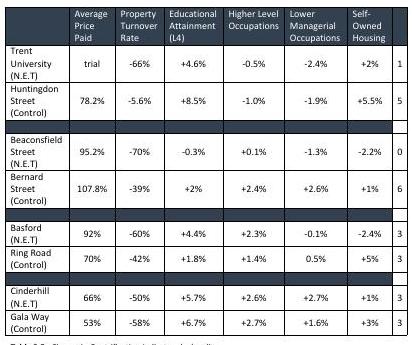 Average Price Paid | Property Turnover Rate | Educational Attainment (L4) | Higher Level Occupations | Lower Managerial Occupations | Self-Owned Housing
Trent University (N.E.T) | trial | -66% | +4.6% | -0.5% | -2.4% | +2% | 1
Huntingdon Street (Control) | 78.2% | -5.6% | +8.5% | -1.0% | -1.9% | +5.5% | 5
Beaconsfield Street (N.E.T) | 95.2% | -70% | -0.3% | +0.1% | -1.3% | -2.2% | 0
Bernard Street (Control) | 107.8% | -39% | +2% | +2.4% | +2.6% | +1% | 6
Basford (N.E.T) | 92% | -60% | +4.4% | +2.3% | -0.1% | -2.4% | 3
Ring Road (Control) | 70% | -42% | +1.8% | +1.4% | 0.5% | +5% | 3
Cinderhill (N.E.T) | 66% | -50% | +5.7% | +2.6% | +2.7% | +1% | 3
Gala Way (Control) | 53% | -58% | +6.7% | +2.7% | +1.6% | +3% | 3